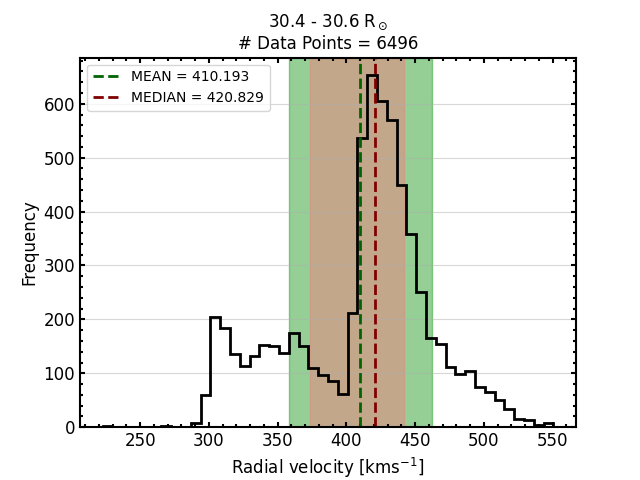 30.4 - 30.6 R⊙
# Data Points = 6496
MEAN = 410.193
MEDIAN = 420.829
600
500
400
300
200
100
0
Frequency
250 300 350 400 450 500 550
Radial velocity [kms⁻¹]